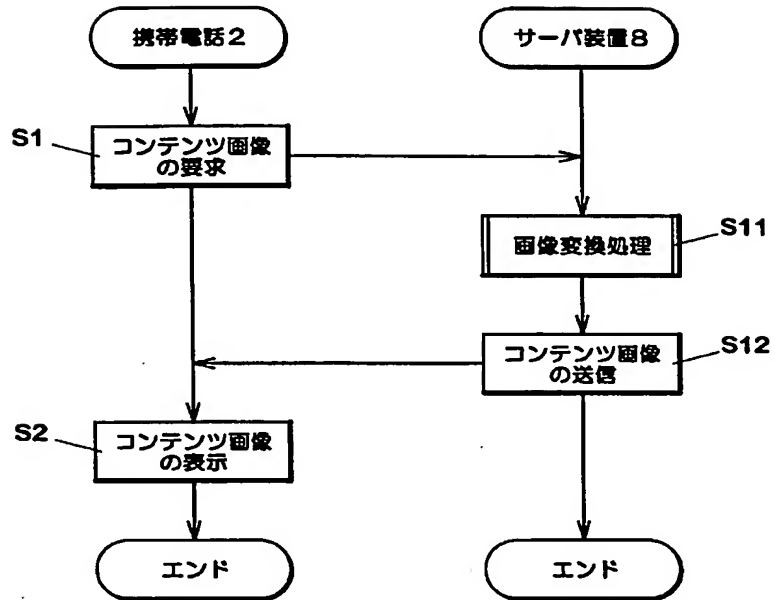 携帯電話2
サーバ装置8
S1
コンテンツ画像
の要求
画像変換処理
S11
コンテンツ画像
の送信
S12
S2
コンテンツ画像
の表示
エンド
エンド